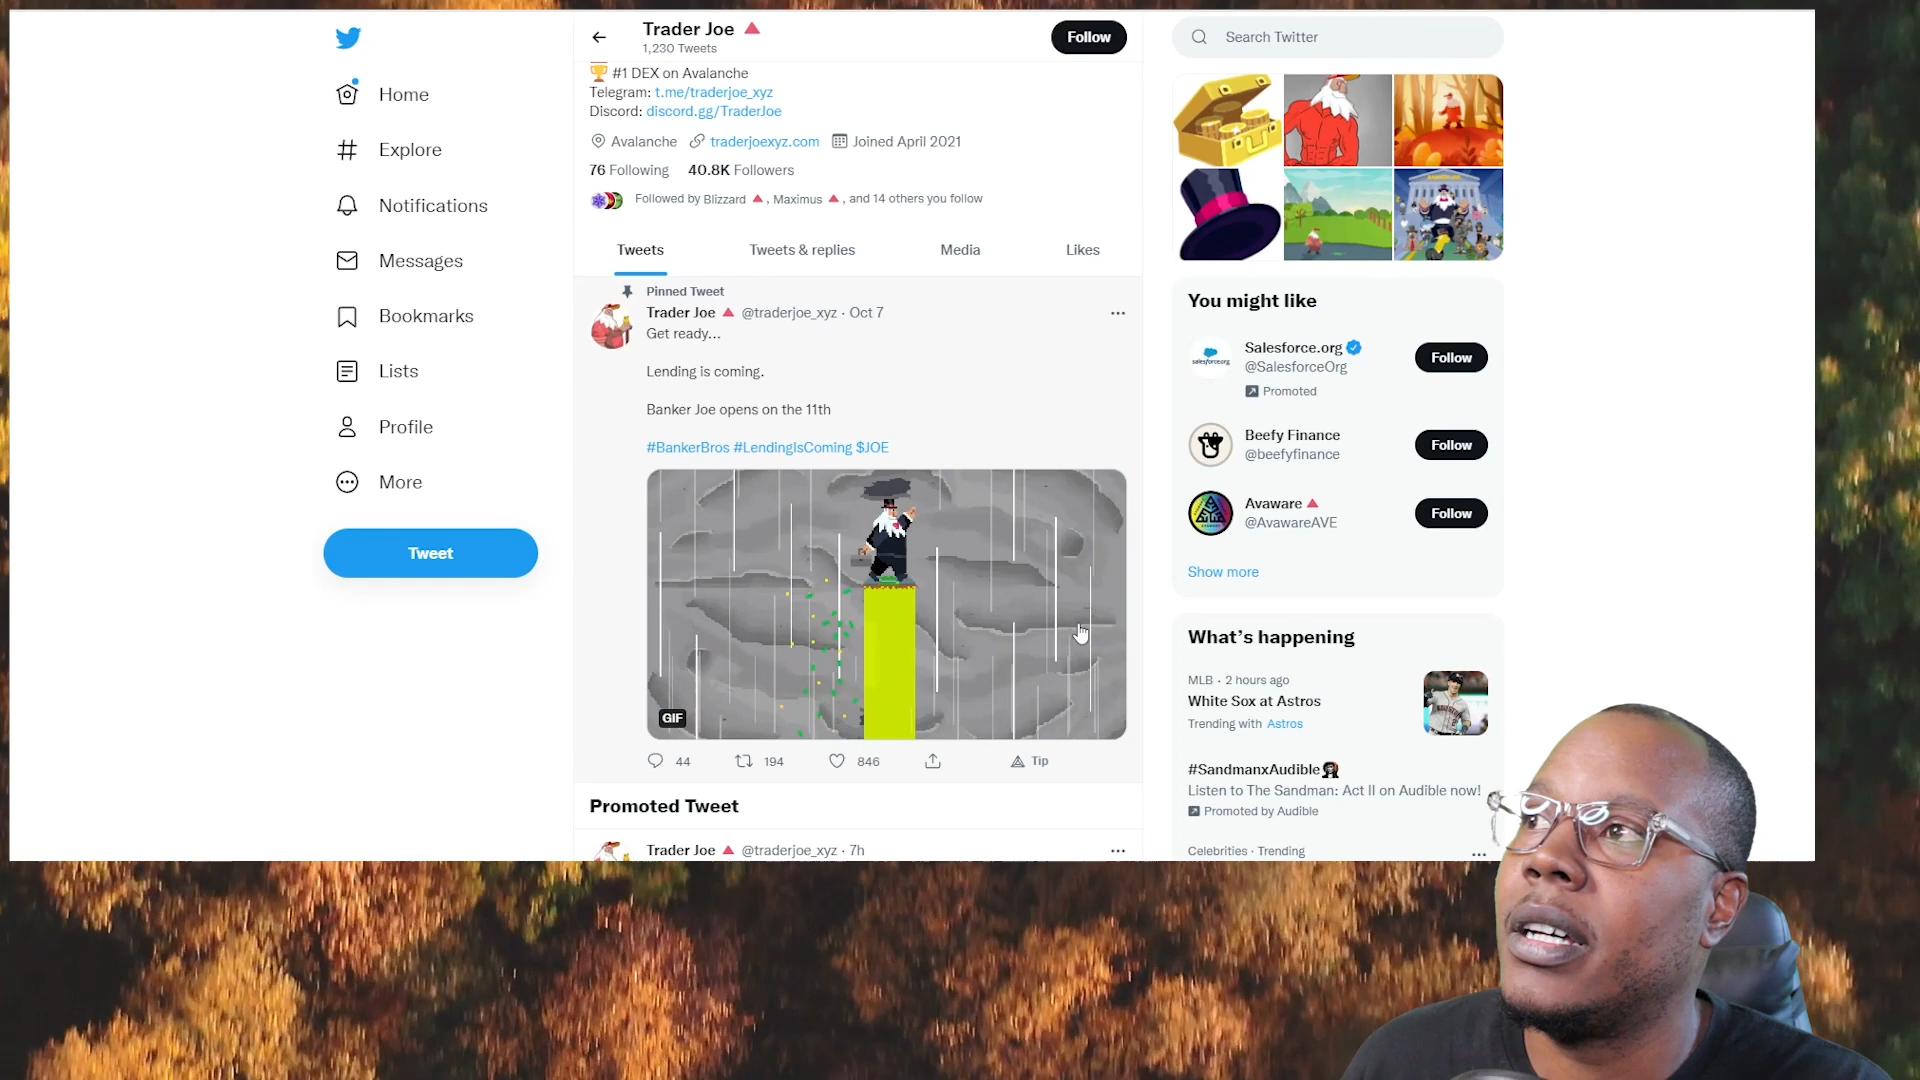 Home
Explore
Notifications
Messages
Bookmarks
Lists
Profile
More
Tweet
Trader Joe
1,230 Tweets
Follow
#1 DEX on Avalanche
Telegram: t.me/traderjoe_xyz
Discord: discord.gg/TraderJoe
Avalanche traderjoexyz.com Joined April 2021
76 Following 40.8K Followers
Followed by Blizzard , Maximus , and 14 others you follow
Tweets Tweets & replies Media Likes
Pinned Tweet
Trader Joe @traderjoe_xyz · Oct 7
Get ready...
Lending is coming.
Banker Joe opens on the 11th
#BankerBros #LendingIsComing $JOE
GIF
44 194 846 Tip
Promoted Tweet
Trader Joe @traderjoe_xyz · 7h
Search Twitter
You might like
Salesforce.org
@SalesforceOrg
Promoted
Follow
Beefy Finance
@beefyfinance
Follow
Avaware
@AvawareAVE
Follow
Show more
What's happening
MLB · 2 hours ago
White Sox at Astros
Trending with Astros
#SandmanxAudible
Listen to The Sandman: Act II on Audible now!
Promoted by Audible
Celebrities · Trending